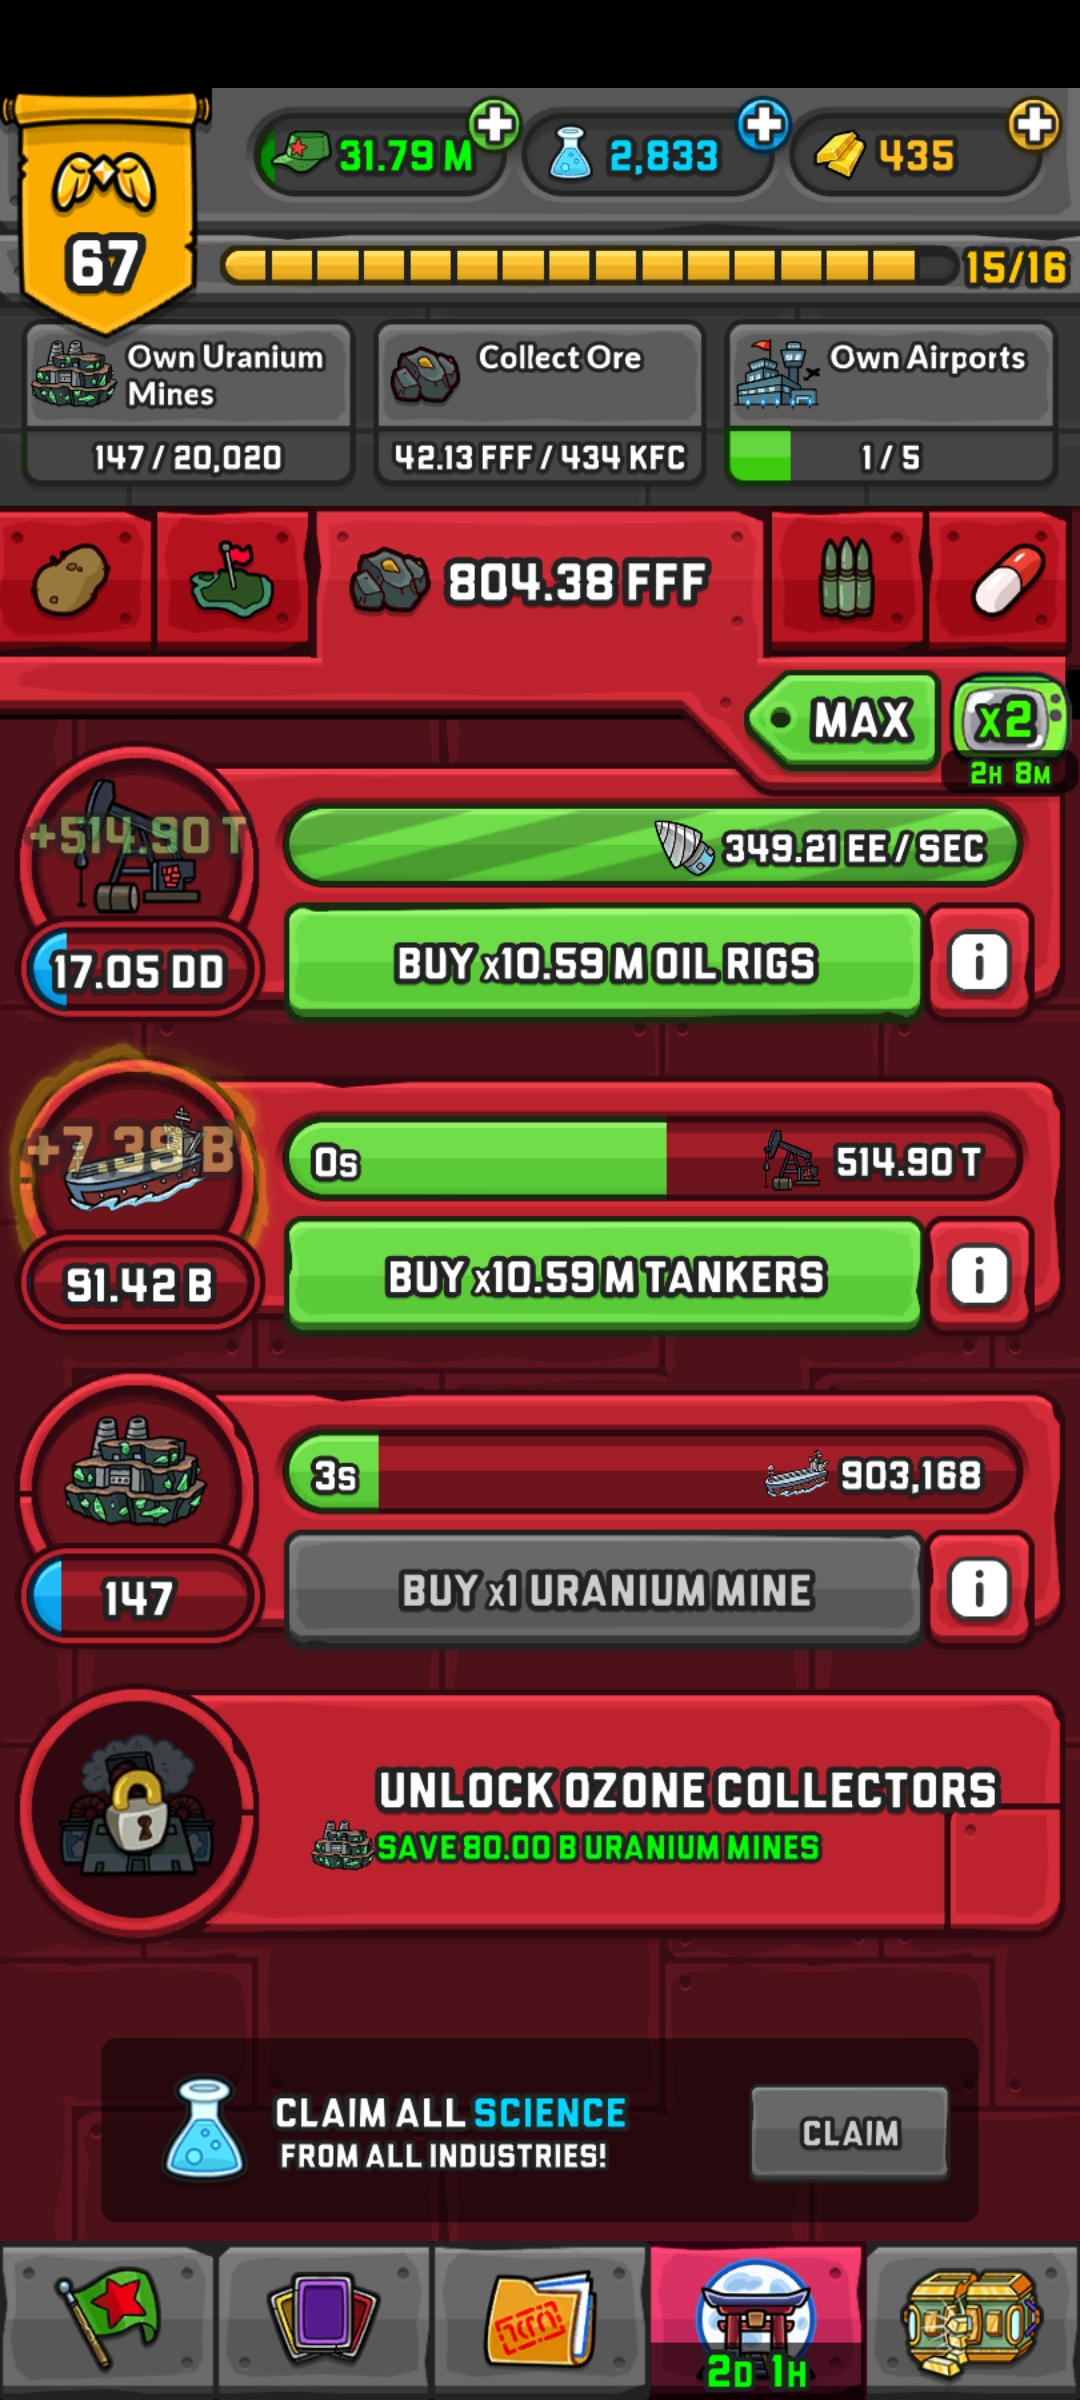 31.79 M
2,833
435
67
15/16
Own Uranium
Mines
147 / 20,020
Collect Ore
42.13 FFF / 434 KFC
Own Airports
1 / 5
804.38 FFF
MAX
x2
2H 8M
+514.90 T
349.21 EE / SEC
17.05 DD
BUY x10.59 M OIL RIGS
i
+7.39 B
0s
514.90 T
91.42 B
BUY x10.59 M TANKERS
i
3s
903,168
147
BUY x1 URANIUM MINE
i
UNLOCK OZONE COLLECTORS
SAVE 80.00 B URANIUM MINES
CLAIM ALL SCIENCE
FROM ALL INDUSTRIES!
CLAIM
2D 1H